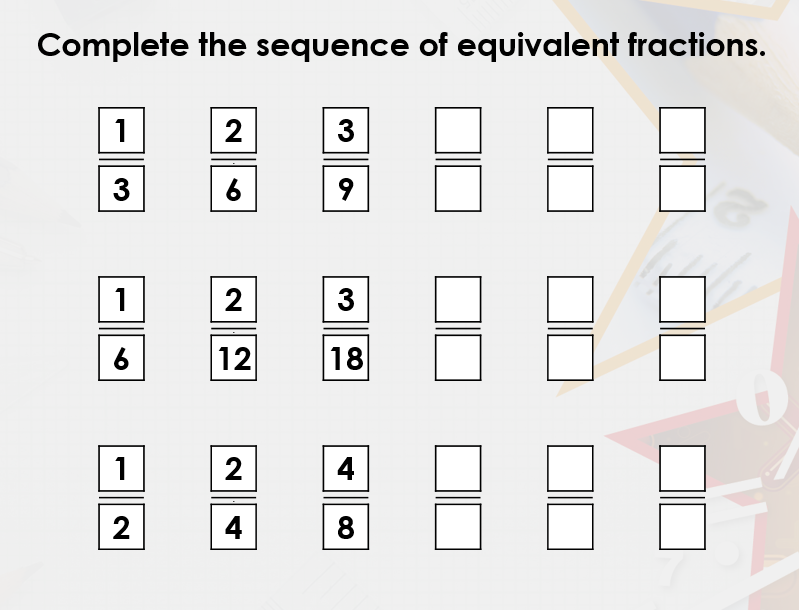 Complete the sequence of equivalent fractions.
1 2 3
3 6 9
1 2 3
6 12 18
1 2 4
2 4 8